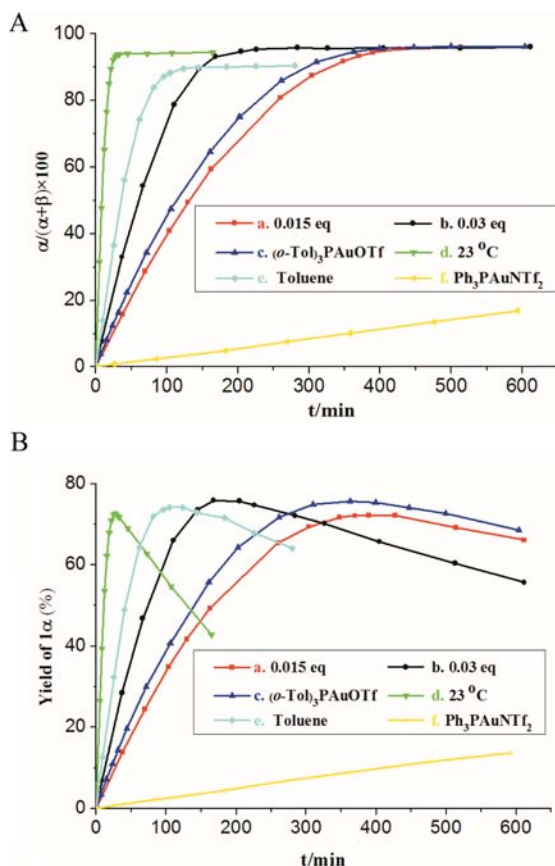 A
α/(α+β)×100
100
80
60
40
20
0
a. 0.015 eq b. 0.03 eq
c. (o-Tol)₃PAuOTf d. 23 °C
e. Toluene f. Ph₃PAuNTf₂
0 100 200 300 400 500 600
t/min
B
Yield of 1α (%)
80
60
40
20
0
a. 0.015 eq b. 0.03 eq
c. (o-Tol)₃PAuOTf d. 23 °C
e. Toluene f. Ph₃PAuNTf₂
0 100 200 300 400 500 600
t/min